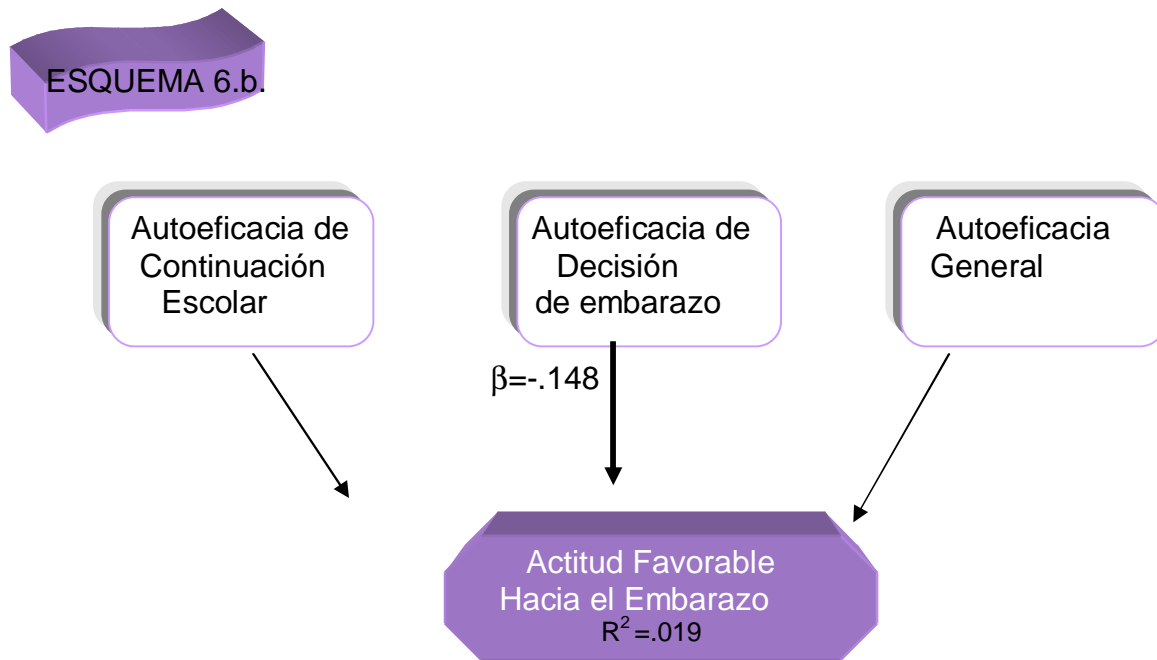 ESQUEMA 6.b.
Autoeficacia de
Continuación
Escolar
Autoeficacia de
Decisión
de embarazo
Autoeficacia
General
β=-.148
Actitud Favorable
Hacia el Embarazo
R²=.019